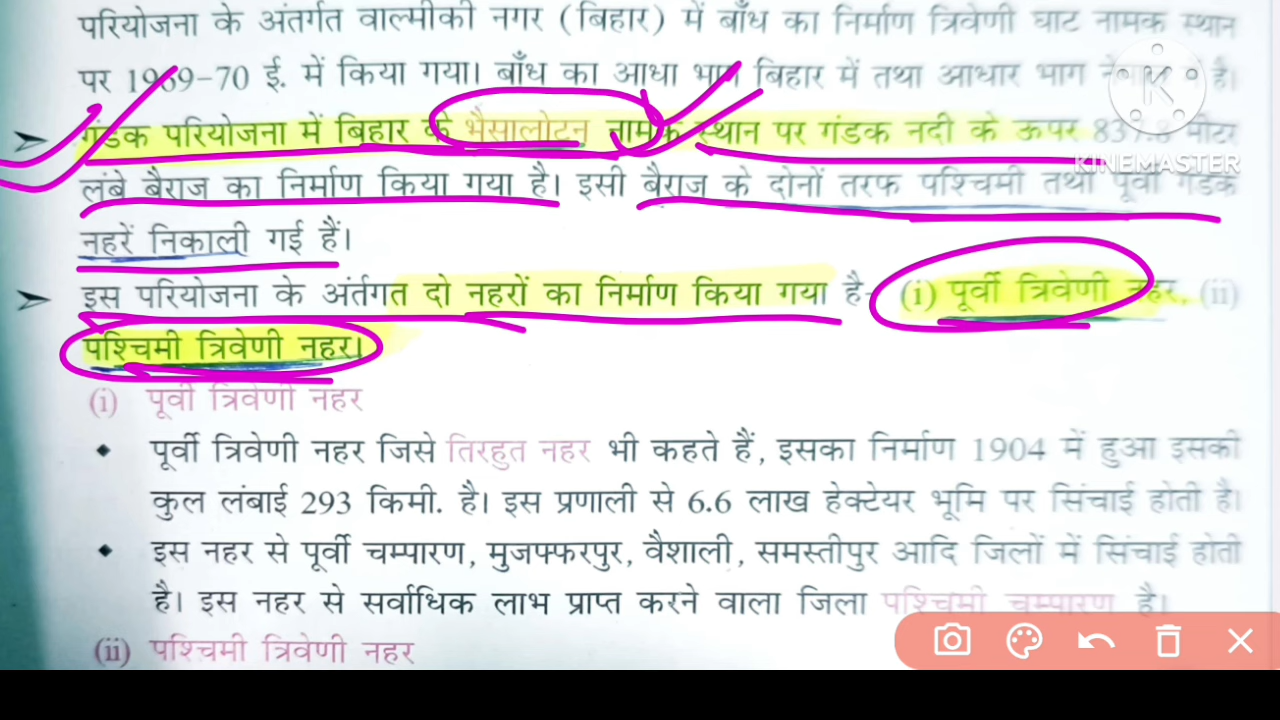 परियोजना के अंतर्गत वाल्मीकी नगर (बिहार) में बाँध का निर्माण त्रिवेणी घाट नामक स्थान
पर 1969-70 ई. में किया गया। बाँध का आधा भाग बिहार में तथा आधार भाग है।
➤ गंडक परियोजना में बिहार के भैसालोटन नामक स्थान पर गंडक नदी के ऊपर मीटर
लंबे बैराज का निर्माण किया गया है। इसी बैराज के दोनों तरफ पश्चिमी तथा पूर्वी गंडक
नहरें निकाली गई हैं।
➤ इस परियोजना के अंर्तगत दो नहरों का निर्माण किया गया है- (i) पूर्वी त्रिवेणी नहर, (ii)
पश्चिमी त्रिवेणी नहर।
(i) पूर्वी त्रिवेणी नहर
♦ पूर्वी त्रिवेणी नहर जिसे तिरहुत नहर भी कहते हैं, इसका निर्माण 1904 में हुआ इसकी
कुल लंबाई 293 किमी. है। इस प्रणाली से 6.6 लाख हेक्टेयर भूमि पर सिंचाई होती है।
♦ इस नहर से पूर्वी चम्पारण, मुजफ्फरपुर, वैशाली, समस्तीपुर आदि जिलों में सिंचाई होती
है। इस नहर से सर्वाधिक लाभ प्राप्त करने वाला जिला पश्चिमी चम्पारण है।
(ii) पश्चिमी त्रिवेणी नहर
K
KINEMASTER